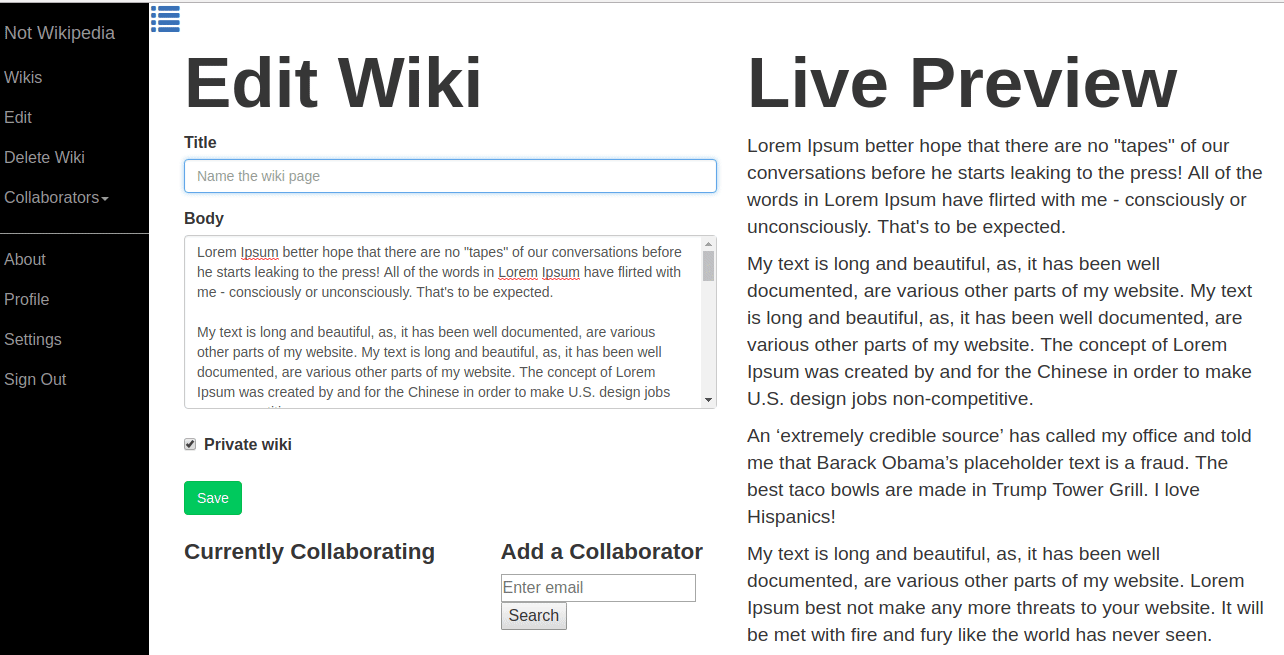 Not Wikipedia
Wikis
Edit
Delete Wiki
Collaborators
About
Profile
Settings
Sign Out
Edit Wiki
Title
Name the wiki page
Body
Lorem Ipsum better hope that there are no "tapes" of our conversations before
he starts leaking to the press! All of the words in Lorem Ipsum have flirted with
me - consciously or unconsciously. That's to be expected.
My text is long and beautiful, as, it has been well documented, are various
other parts of my website. My text is long and beautiful, as, it has been well
documented, are various other parts of my website. The concept of Lorem
Ipsum was created by and for the Chinese in order to make U.S. design jobs
Private wiki
Save
Currently Collaborating
Add a Collaborator
Enter email
Search
Live Preview
Lorem Ipsum better hope that there are no "tapes" of our
conversations before he starts leaking to the press! All of the
words in Lorem Ipsum have flirted with me - consciously or
unconsciously. That's to be expected.
My text is long and beautiful, as, it has been well
documented, are various other parts of my website. My text
is long and beautiful, as, it has been well documented, are
various other parts of my website. The concept of Lorem
Ipsum was created by and for the Chinese in order to make
U.S. design jobs non-competitive.
An ‘extremely credible source’ has called my office and told
me that Barack Obama’s placeholder text is a fraud. The
best taco bowls are made in Trump Tower Grill. I love
Hispanics!
My text is long and beautiful, as, it has been well
documented, are various other parts of my website. Lorem
Ipsum best not make any more threats to your website. It will
be met with fire and fury like the world has never seen.